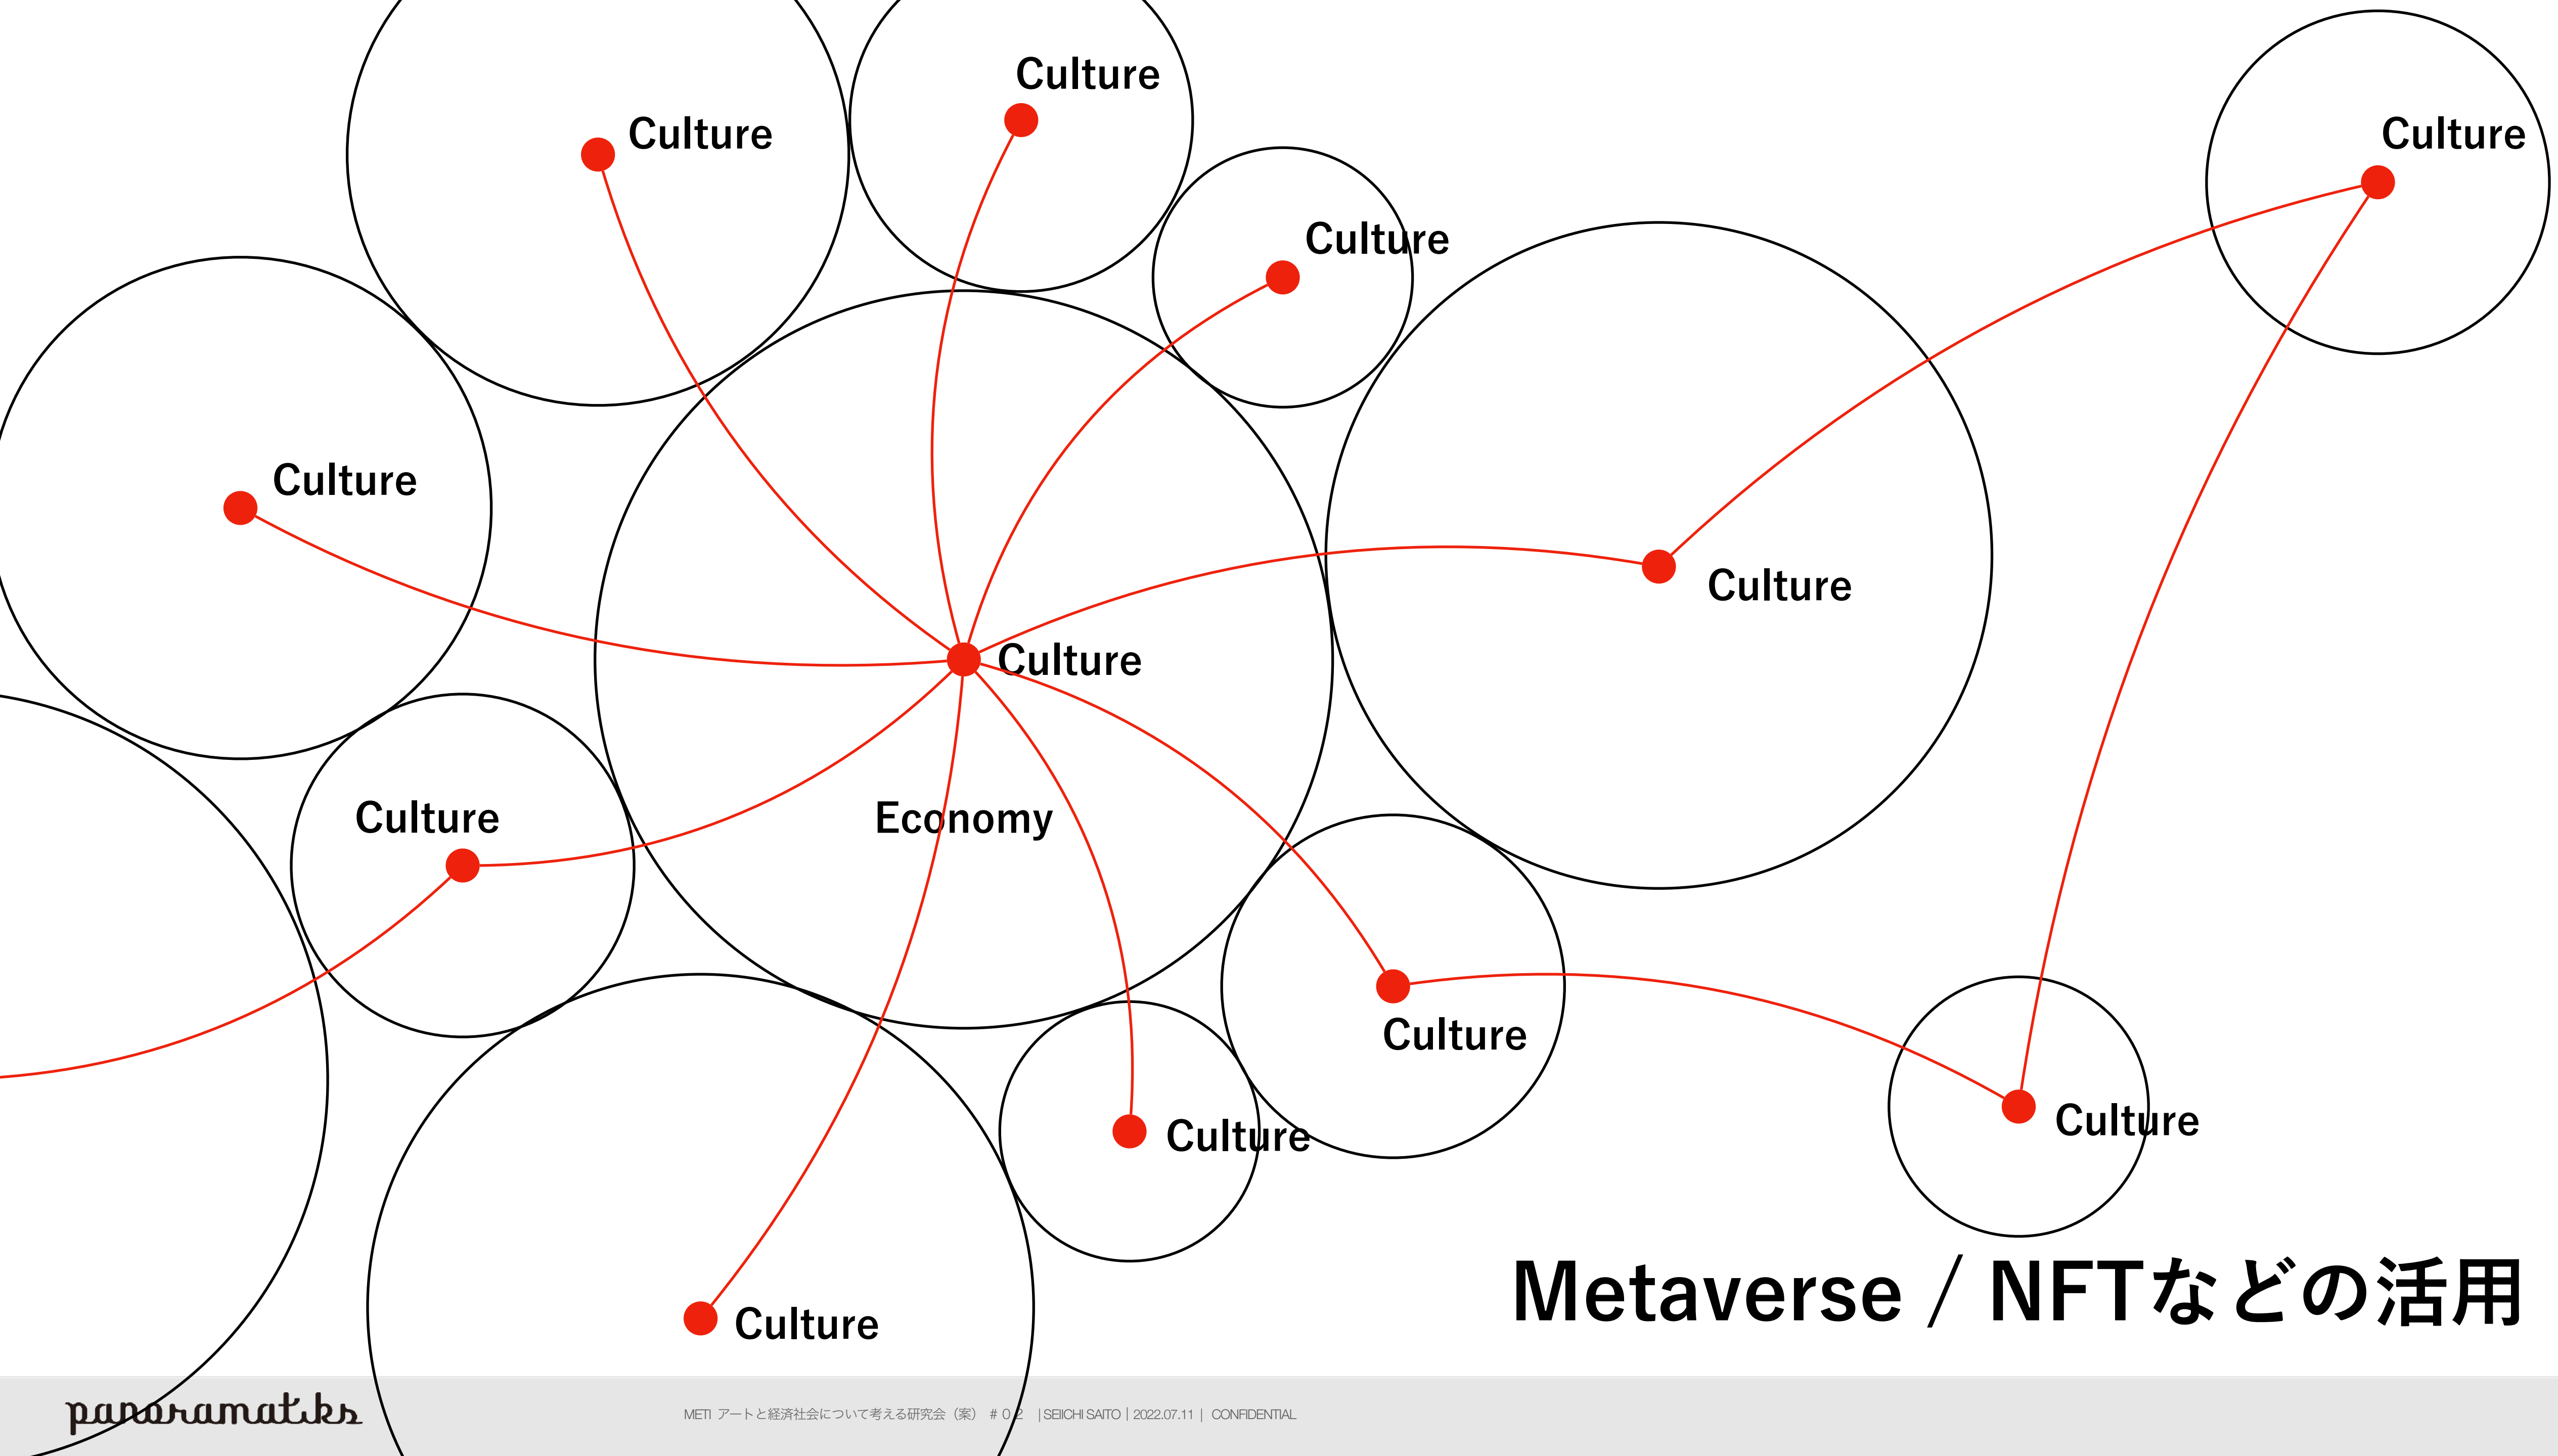 Culture
Culture
Culture
Culture
Culture
Culture
Culture
Culture
Economy
Culture
Culture
Culture
Culture
Metaverse / NFTなどの活用
panoramatiks
METI アートと経済社会について考える研究会（案） ＃０２ | SEIICHI SAITO | 2022.07.11 | CONFIDENTIAL